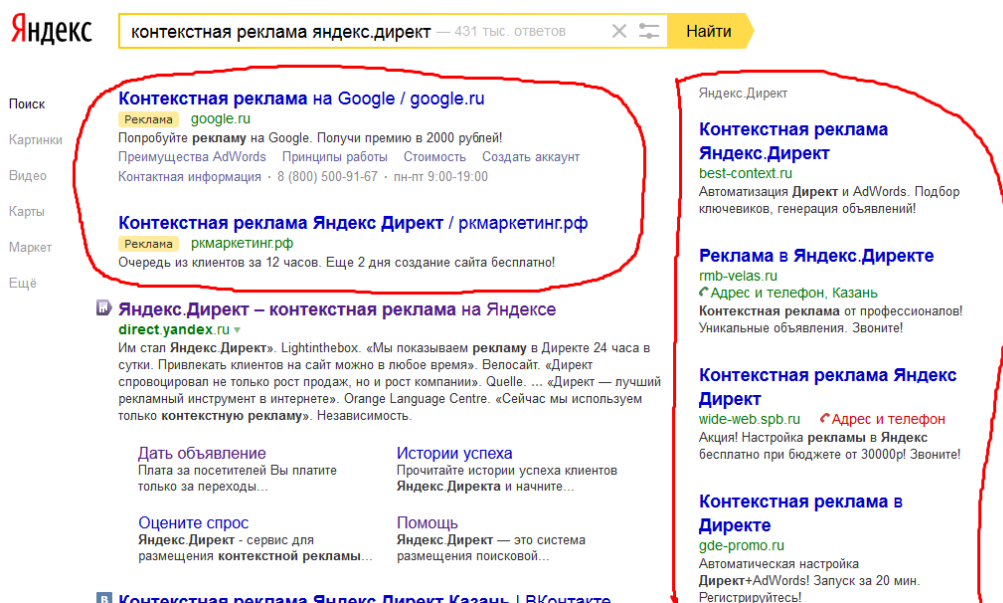 Яндекс
контекстная реклама яндекс.директ — 431 тыс. ответов
Найти
Поиск
Картинки
Видео
Карты
Маркет
Ещё
Контекстная реклама на Google / google.ru
Реклама google.ru
Попробуйте рекламу на Google. Получи премию в 2000 рублей!
Преимущества AdWords Принципы работы Стоимость Создать аккаунт
Контактная информация · 8 (800) 500-91-67 · пн-пт 9:00-19:00
Контекстная реклама Яндекс Директ / ркмаркетинг.рф
Реклама ркмаркетинг.рф
Очередь из клиентов за 12 часов. Еще 2 дня создание сайта бесплатно!
Яндекс.Директ – контекстная реклама на Яндексе
direct.yandex.ru
Им стал Яндекс.Директ». Lightinthebox. «Мы показываем рекламу в Директе 24 часа в
сутки. Привлекать клиентов на сайт можно в любое время». Велосайт. «Директ
спровоцировал не только рост продаж, но и рост компании». Quelle. ... «Директ — лучший
рекламный инструмент в интернете». Orange Language Centre. «Сейчас мы используем
только контекстную рекламу». Независимость.
Дать объявление
Плата за посетителей Вы платите
только за переходы...
Истории успеха
Прочитайте истории успеха клиентов
Яндекс.Директа и начните...
Оцените спрос
Яндекс.Директ - сервис для
размещения контекстной рекламы...
Помощь
Яндекс.Директ — это система
размещения поисковой...
В Контекстная реклама Яндекс Директ Казань | ВКонтакте
Яндекс.Директ
Контекстная реклама
Яндекс.Директ
best-context.ru
Автоматизация Директ и AdWords. Подбор
ключевиков, генерация объявлений!
Реклама в Яндекс.Директе
rmb-velas.ru
Адрес и телефон, Казань
Контекстная реклама от профессионалов!
Уникальные объявления. Звоните!
Контекстная реклама Яндекс
Директ
wide-web.spb.ru Адрес и телефон
Акция! Настройка рекламы в Яндекс
бесплатно при бюджете от 30000р! Звоните!
Контекстная реклама в
Директе
gde-promo.ru
Автоматическая настройка
Директ+AdWords! Запуск за 20 мин.
Регистрируйтесь!